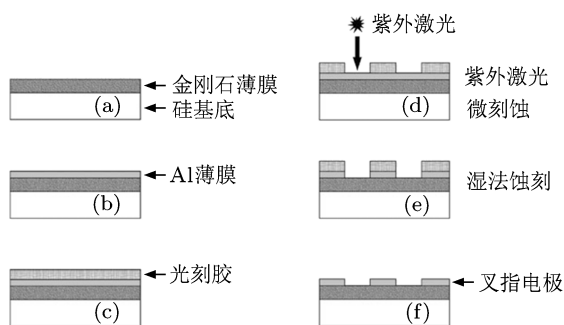 金刚石薄膜
(a)
硅基底
Al薄膜
(b)
光刻胶
(c)
紫外激光
紫外激光
(d)
微刻蚀
(e)
湿法蚀刻
叉指电极
(f)